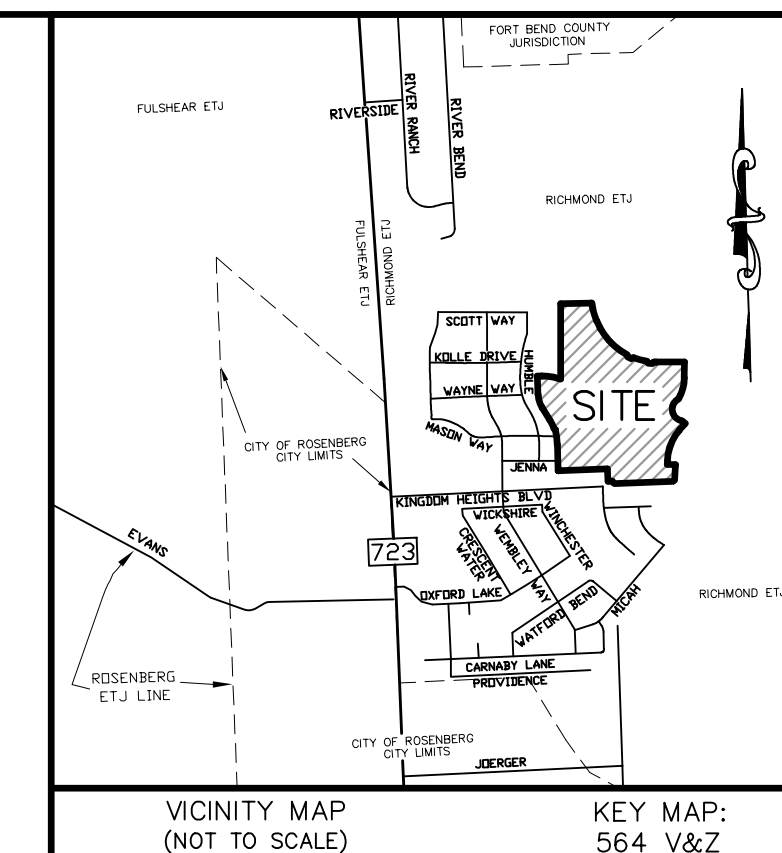 FORT BEND COUNTY
JURISDICTION
FULSHEAR ETJ
RIVERSIDE
RIVER RANCH
RIVER BEND
RICHMOND ETJ
FULSHEAR ETJ
RICHMOND ETJ
SCOTT WAY
KOLLE DRIVE
HUMBLE
WAYNE WAY
SITE
MASON WAY
CITY OF ROSENBERG
CITY LIMITS
JENNA
KINGDOM HEIGHTS BLVD
WICKSHIRE
WINCHESTER
EVANS
723
CRESCENT
WATER
WEMBLEY WAY
OXFORD LAKE
WATFORD BEND
MICAH
RICHMOND ETJ
CARNABY LANE
ROSENBERG
ETJ LINE
PROVIDENCE
CITY OF ROSENBERG
CITY LIMITS
JOERGER
VICINITY MAP
(NOT TO SCALE)
KEY MAP:
564 V&Z